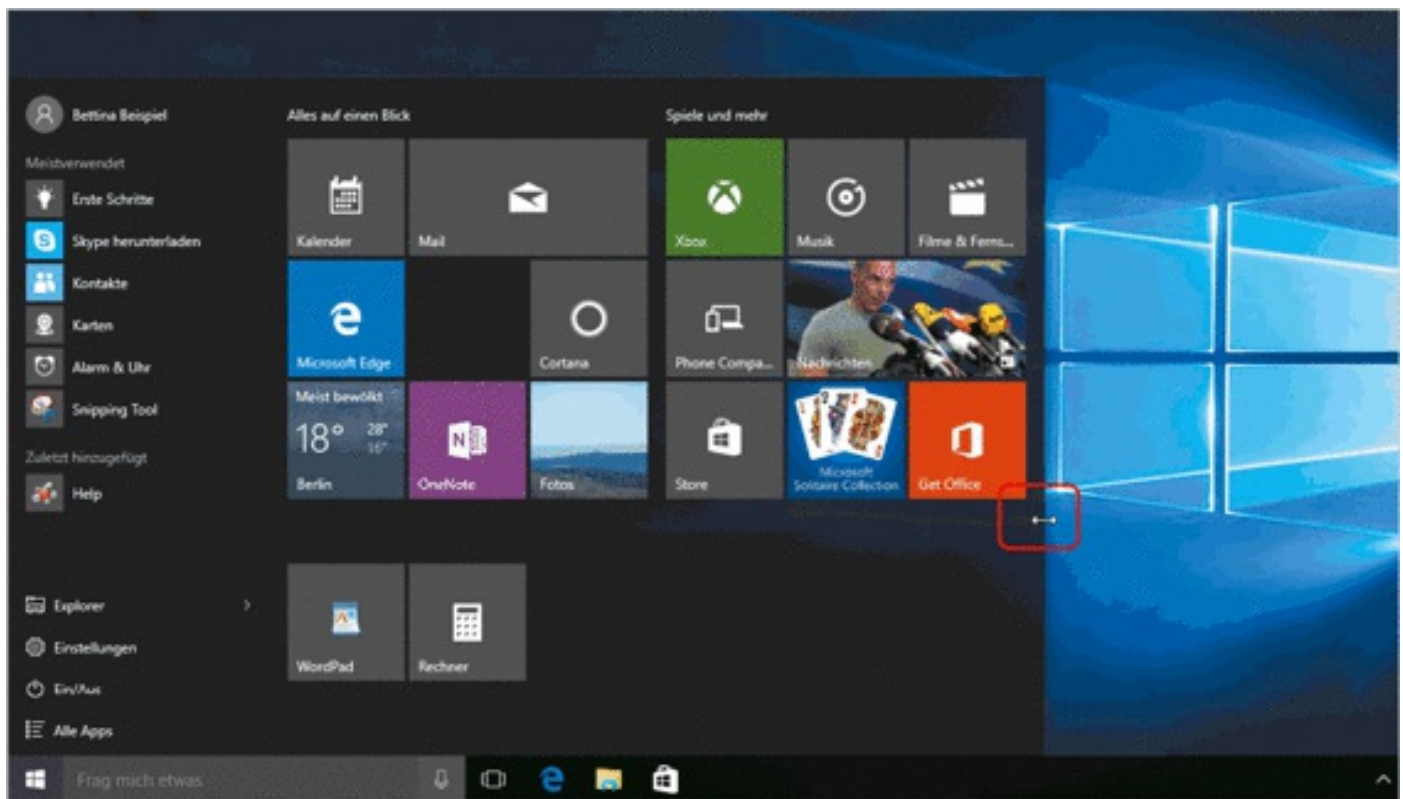 Bettina Beispiel
Meistverwendet
Erste Schritte
Skype herunterladen
Kontakte
Karten
Alarm & Uhr
Snipping Tool
Zuletzt hinzugefügt
Help
Explorer
Einstellungen
Ein/Aus
Alle Apps
Alles auf einen Blick
Kalender
Mail
Microsoft Edge
Cortana
Meist bewölkt
18° 28°
16°
Berlin
OneNote
Fotos
WordPad
Rechner
Spiele und mehr
Xbox
Musik
Filme & Ferns...
Phone Compa...
Nachrichten
Store
Microsoft
Solitaire Collection
Get Office
Frag mich etwas